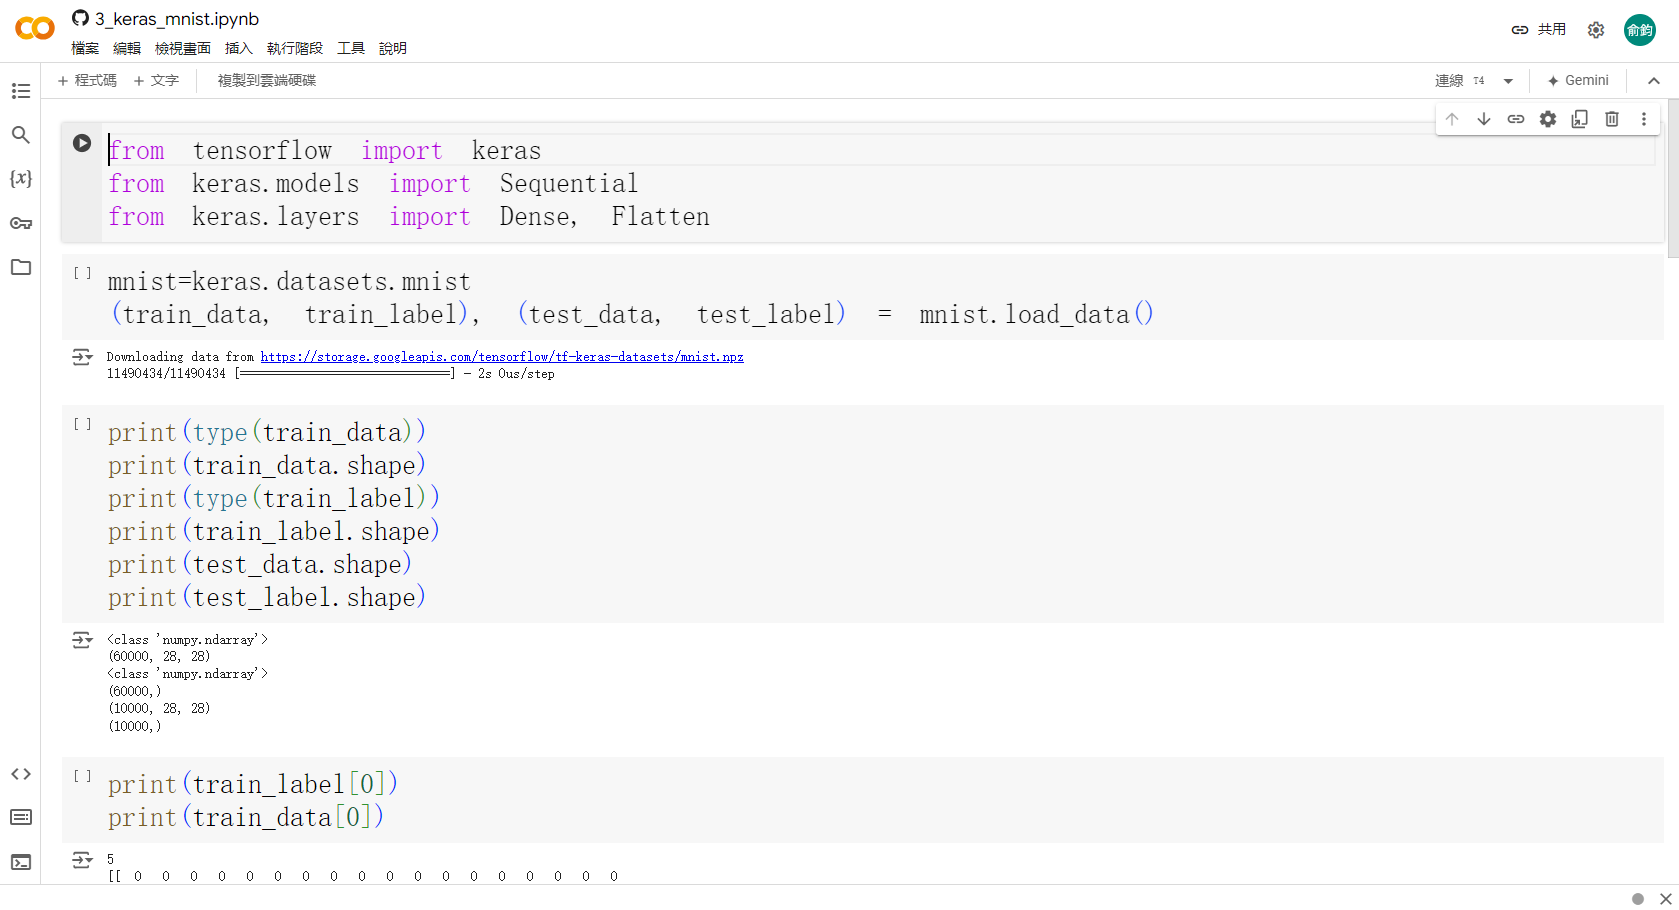 3_keras_mnist.ipynb
檔案 編輯 檢視畫面 插入 執行階段 工具 說明
共用
俞鈞
+ 程式碼 + 文字 複製到雲端硬碟
連線 T4
Gemini
from tensorflow import keras
from keras.models import Sequential
from keras.layers import Dense, Flatten
[ ] mnist=keras.datasets.mnist
(train_data, train_label), (test_data, test_label) = mnist.load_data()
Downloading data from https://storage.googleapis.com/tensorflow/tf-keras-datasets/mnist.npz
11490434/11490434 [==============================] - 2s 0us/step
[ ] print(type(train_data))
print(train_data.shape)
print(type(train_label))
print(train_label.shape)
print(test_data.shape)
print(test_label.shape)
<class 'numpy.ndarray'>
(60000, 28, 28)
<class 'numpy.ndarray'>
(60000,)
(10000, 28, 28)
(10000,)
[ ] print(train_label[0])
print(train_data[0])
5
[[ 0 0 0 0 0 0 0 0 0 0 0 0 0 0 0 0 0 0